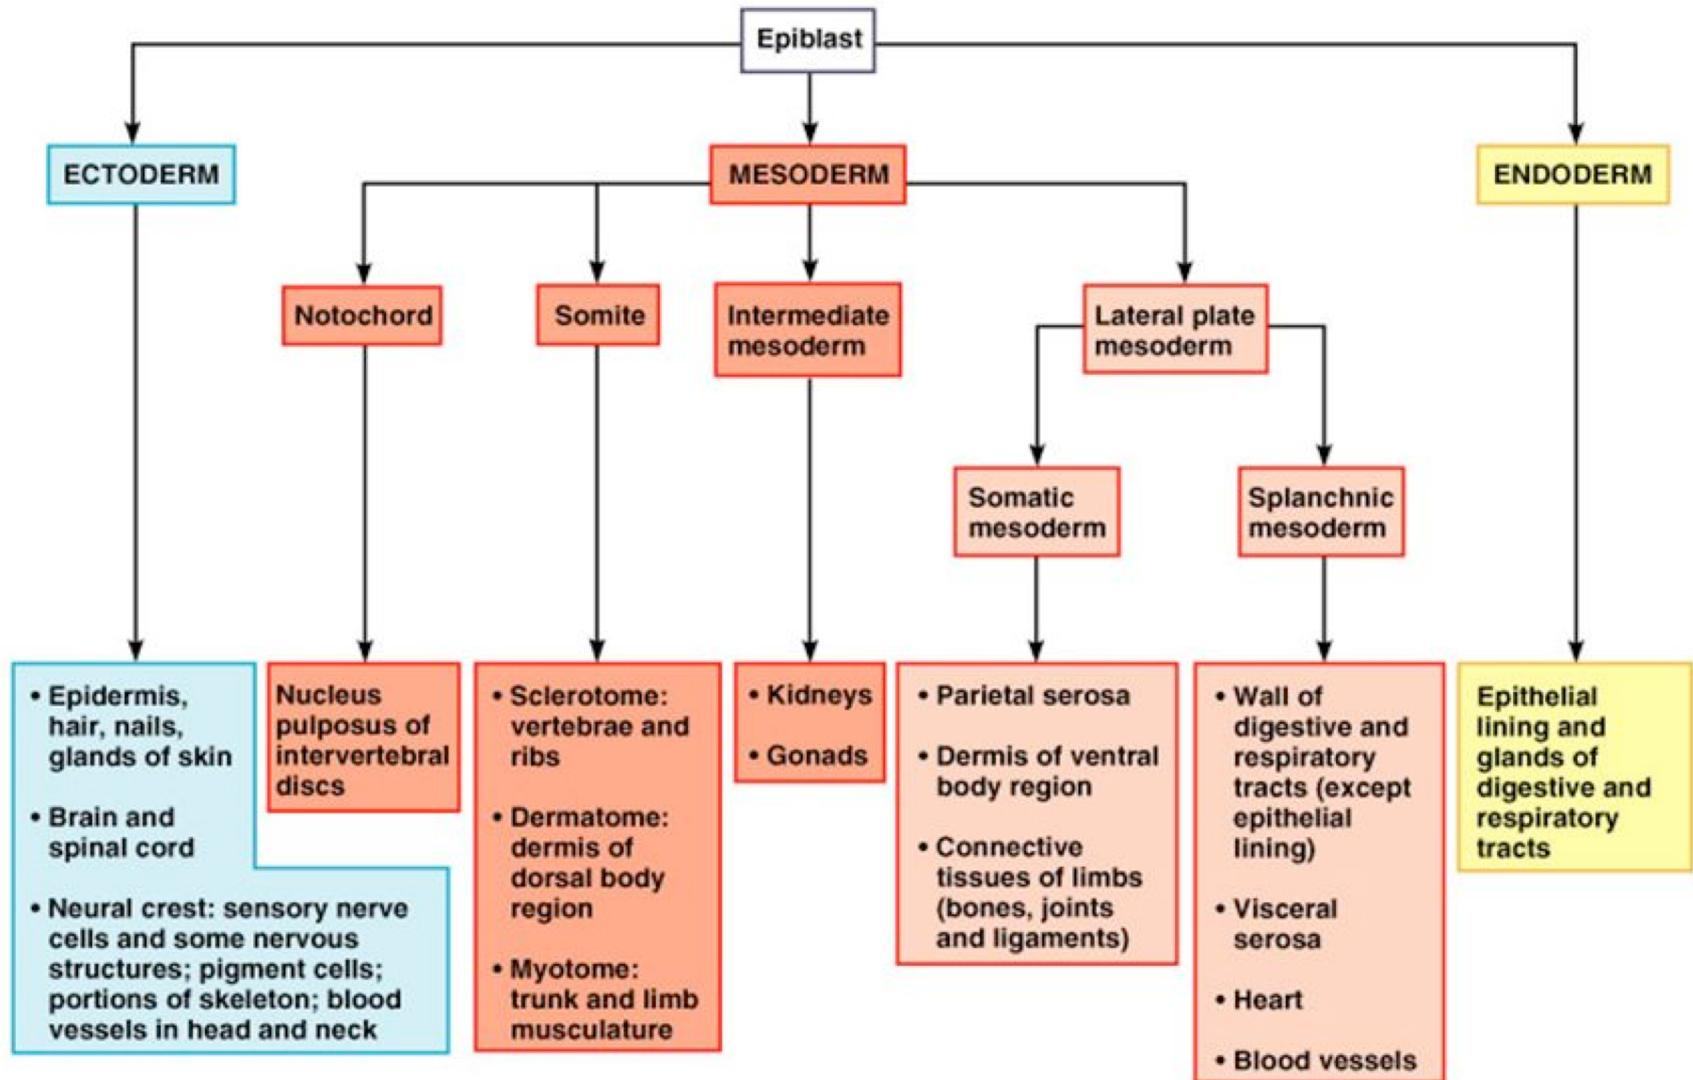 Epiblast
ECTODERM
MESODERM
ENDODERM
Notochord
Somite
Intermediate
mesoderm
Lateral plate
mesoderm
Somatic
mesoderm
Splanchnic
mesoderm
• Epidermis,
hair, nails,
glands of skin
• Brain and
spinal cord
• Neural crest: sensory nerve
cells and some nervous
structures; pigment cells;
portions of skeleton; blood
vessels in head and neck
Nucleus
pulposus of
intervertebral
discs
• Sclerotome:
vertebrae and
ribs
• Dermatome:
dermis of
dorsal body
region
• Myotome:
trunk and limb
musculature
• Kidneys
• Gonads
• Parietal serosa
• Dermis of ventral
body region
• Connective
tissues of limbs
(bones, joints
and ligaments)
• Wall of
digestive and
respiratory
tracts (except
epithelial
lining)
• Visceral
serosa
• Heart
• Blood vessels
Epithelial
lining and
glands of
digestive and
respiratory
tracts